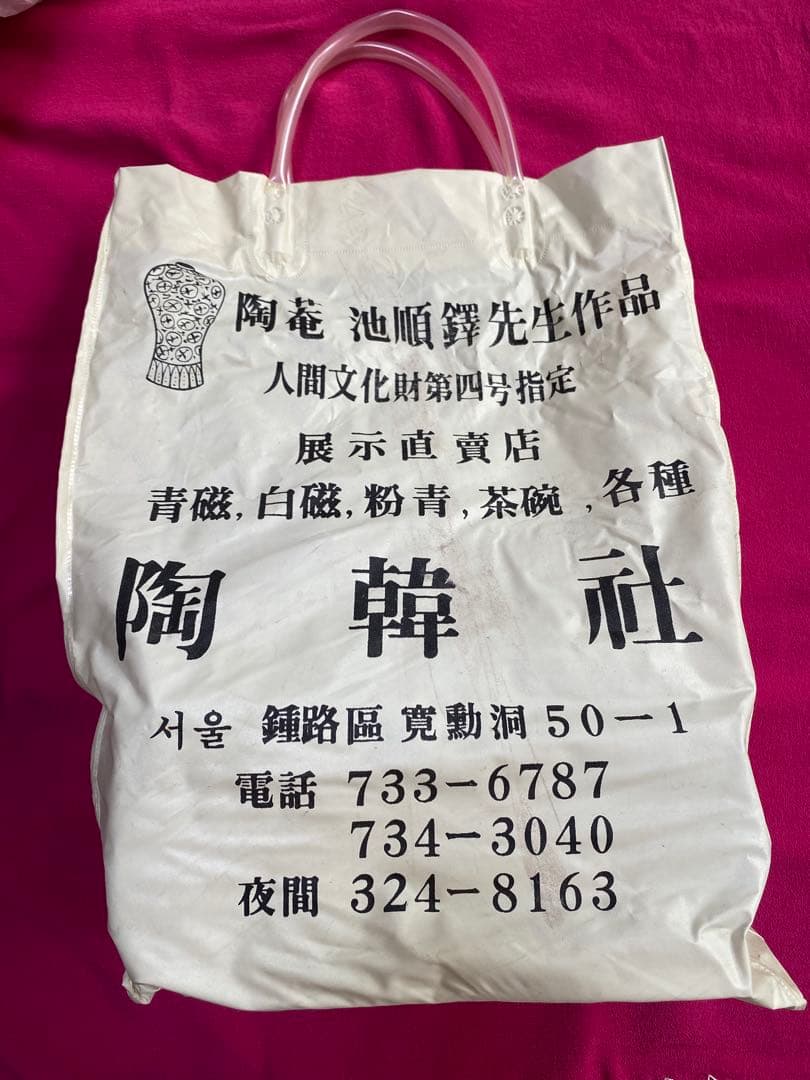 陶菴 池順鐸先生作品
人間文化財第四号指定
展示直賣店
青磁,白磁,粉青,茶碗,各種
陶韓社
서울 鍾路區 寬勳洞 50-1
電話 733-6787
734-3040
夜間 324-8163